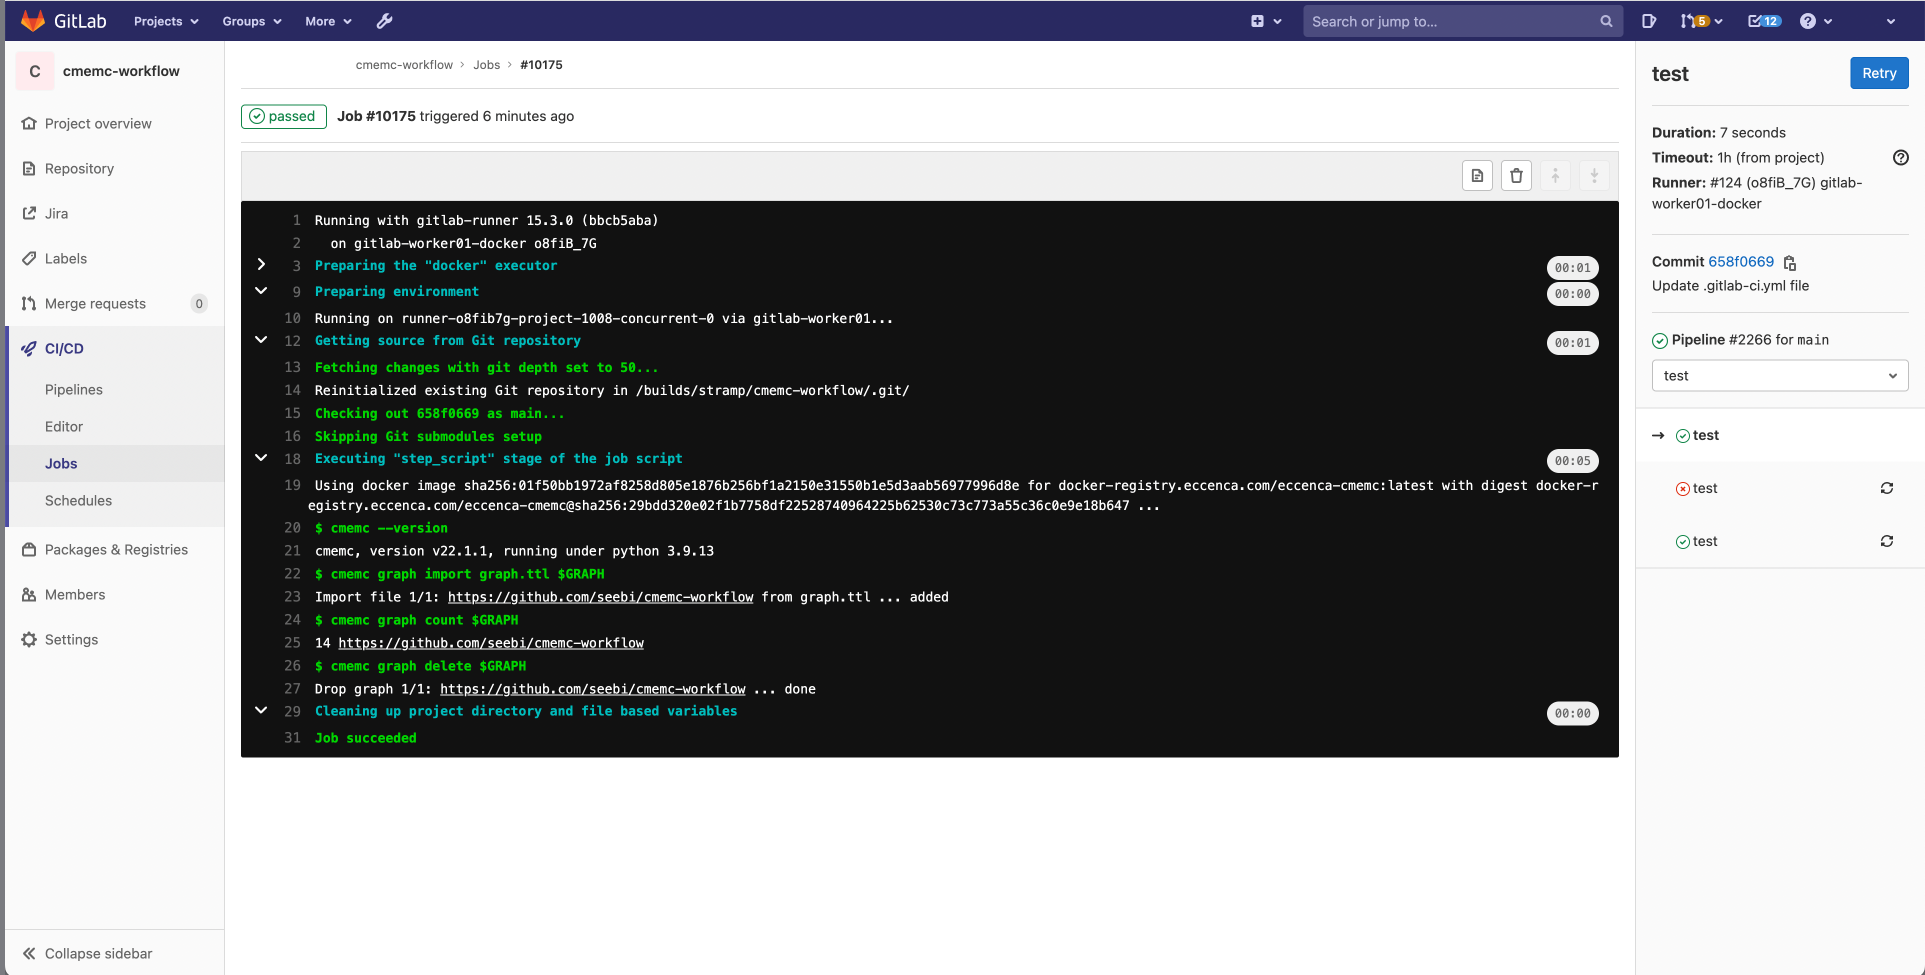 GitLab Projects Groups More Search or jump to... 5 12
C cmemc-workflow
Project overview
Repository
Jira
Labels
Merge requests 0
CI/CD
Pipelines
Editor
Jobs
Schedules
Packages & Registries
Members
Settings
Collapse sidebar
cmemc-workflow > Jobs > #10175
passed Job #10175 triggered 6 minutes ago
1 Running with gitlab-runner 15.3.0 (bbcb5aba)
2 on gitlab-worker01-docker o8fiB_7G
3 Preparing the "docker" executor 00:01
9 Preparing environment 00:00
10 Running on runner-o8fib7g-project-1008-concurrent-0 via gitlab-worker01...
12 Getting source from Git repository 00:01
13 Fetching changes with git depth set to 50...
14 Reinitialized existing Git repository in /builds/stramp/cmemc-workflow/.git/
15 Checking out 658f0669 as main...
16 Skipping Git submodules setup
18 Executing "step_script" stage of the job script 00:05
19 Using docker image sha256:01f50bb1972af8258d805e1876b256bf1a2150e31550b1e5d3aab56977996d8e for docker-registry.eccenca.com/eccenca-cmemc:latest with digest docker-r
egistry.eccenca.com/eccenca-cmemc@sha256:29bdd320e02f1b7758df22528740964225b62530c73c773a55c36c0e9e18b647 ...
20 $ cmemc --version
21 cmemc, version v22.1.1, running under python 3.9.13
22 $ cmemc graph import graph.ttl $GRAPH
23 Import file 1/1: https://github.com/seebi/cmemc-workflow from graph.ttl ... added
24 $ cmemc graph count $GRAPH
25 14 https://github.com/seebi/cmemc-workflow
26 $ cmemc graph delete $GRAPH
27 Drop graph 1/1: https://github.com/seebi/cmemc-workflow ... done
29 Cleaning up project directory and file based variables 00:00
31 Job succeeded
test Retry
Duration: 7 seconds
Timeout: 1h (from project)
Runner: #124 (o8fiB_7G) gitlab-
worker01-docker
Commit 658f0669
Update .gitlab-ci.yml file
Pipeline #2266 for main
test
→ test
test
test